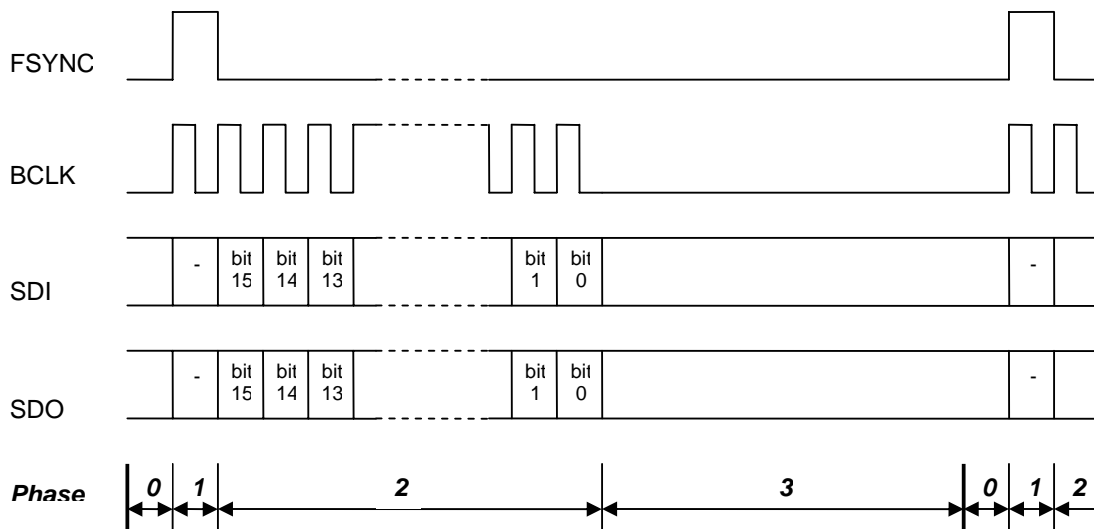 FSYNC
BCLK
SDI
- bit 15 bit 14 bit 13 bit 1 bit 0 -
SDO
- bit 15 bit 14 bit 13 bit 1 bit 0 -
Phase 0 1 2 3 0 1 2